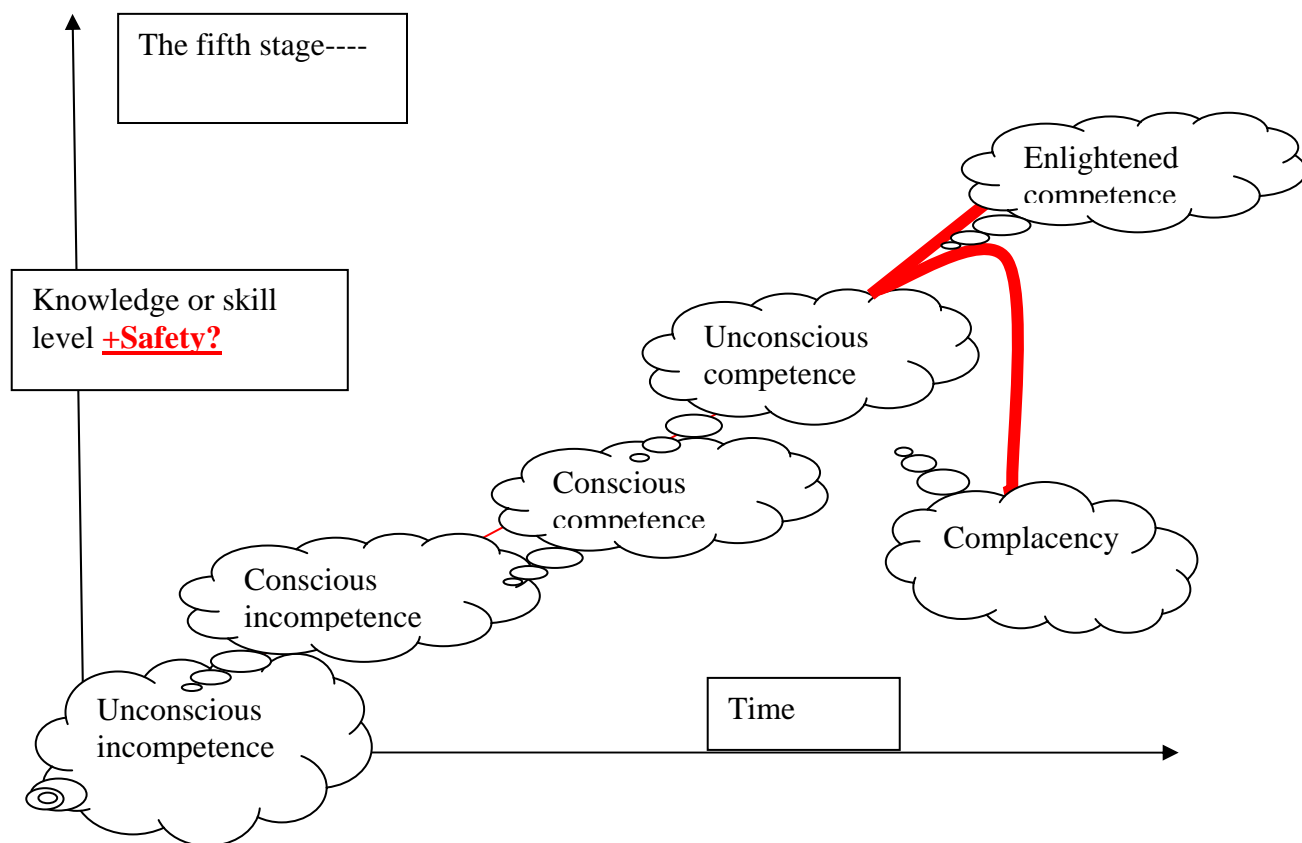 The fifth stage----
Enlightened
competence
Knowledge or skill
level +Safety?
Unconscious
competence
Conscious
competence
Complacency
Conscious
incompetence
Unconscious
incompetence
Time